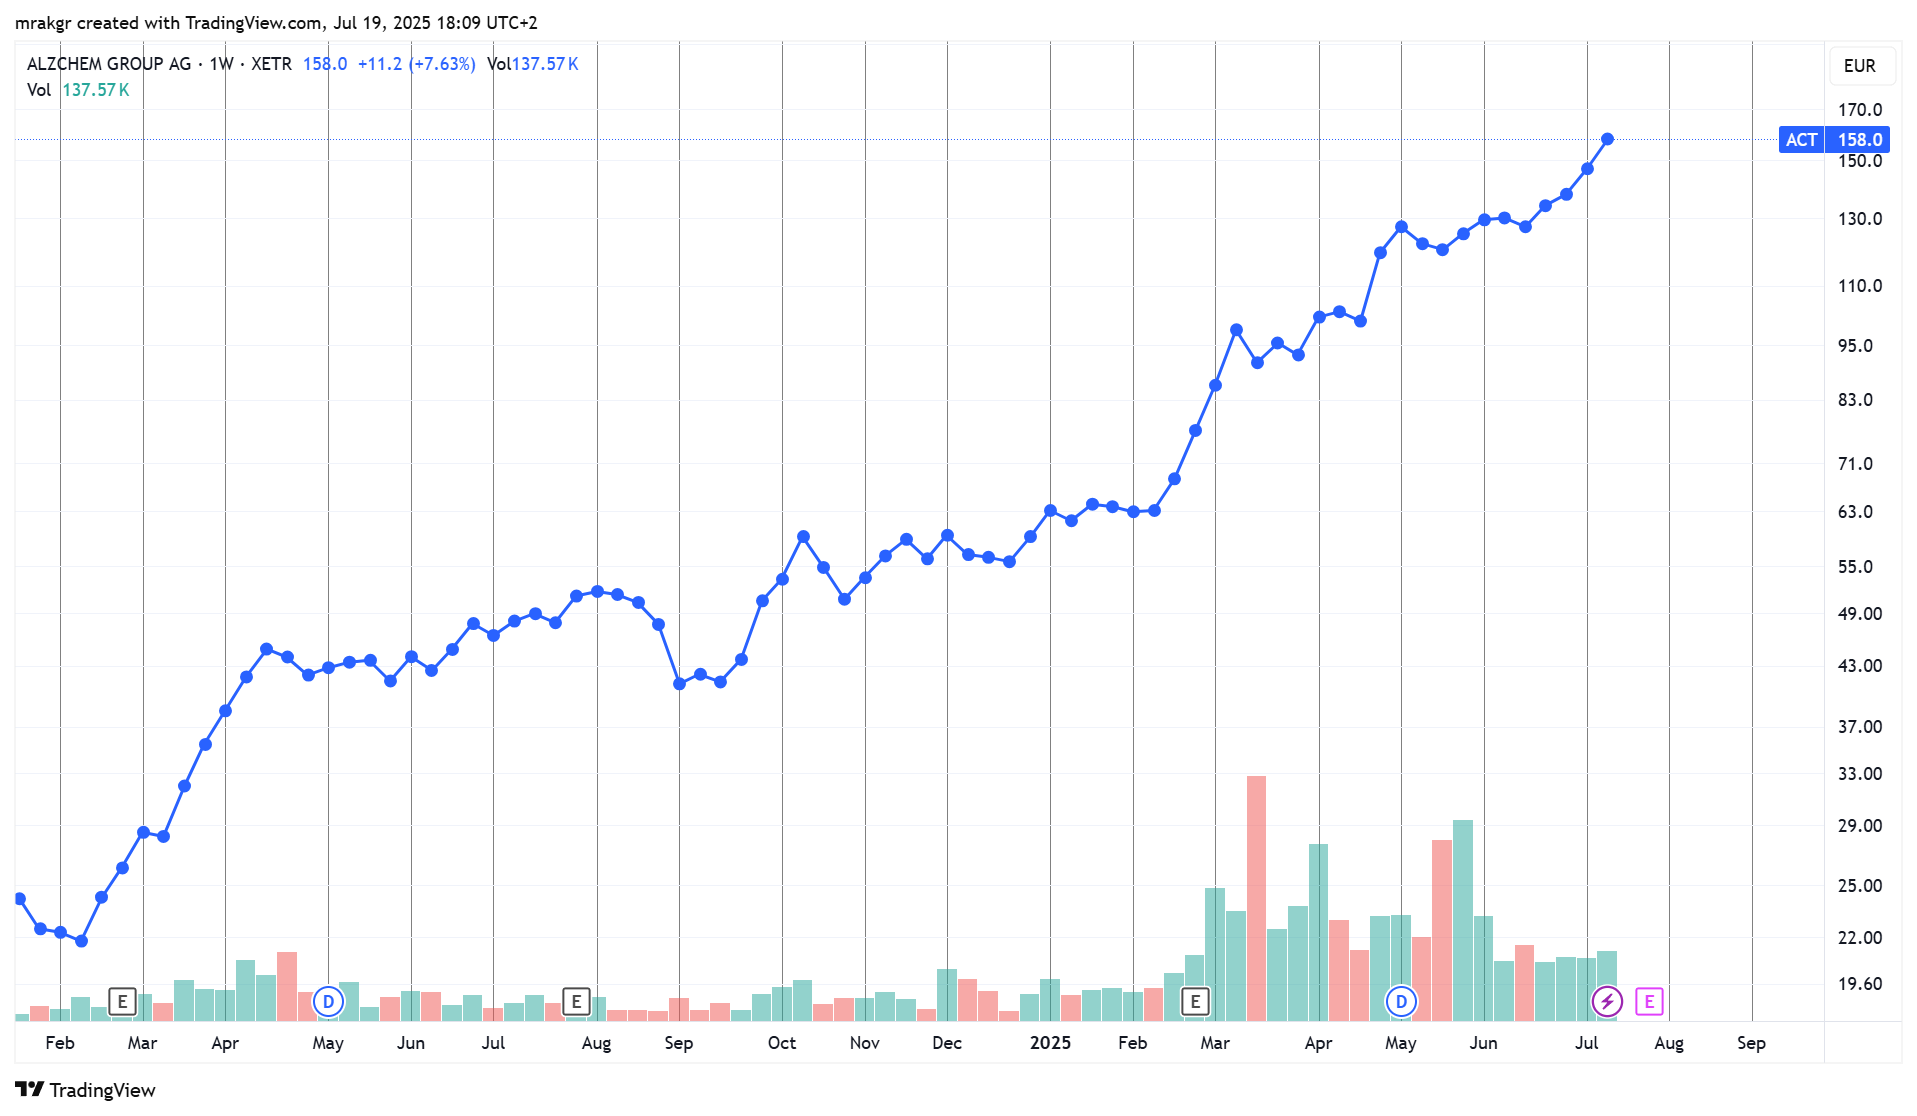 mrakgr created with TradingView.com, Jul 19, 2025 18:09 UTC+2
ALZCHEM GROUP AG · 1W · XETR 158.0 +11.2 (+7.63%) Vol137.57K
Vol 137.57K
EUR
170.0
ACT 158.0
150.0
130.0
110.0
95.0
83.0
71.0
63.0
55.0
49.00
43.00
37.00
33.00
29.00
25.00
22.00
19.60
E D E E D E
Feb Mar Apr May Jun Jul Aug Sep Oct Nov Dec 2025 Feb Mar Apr May Jun Jul Aug Sep
TradingView